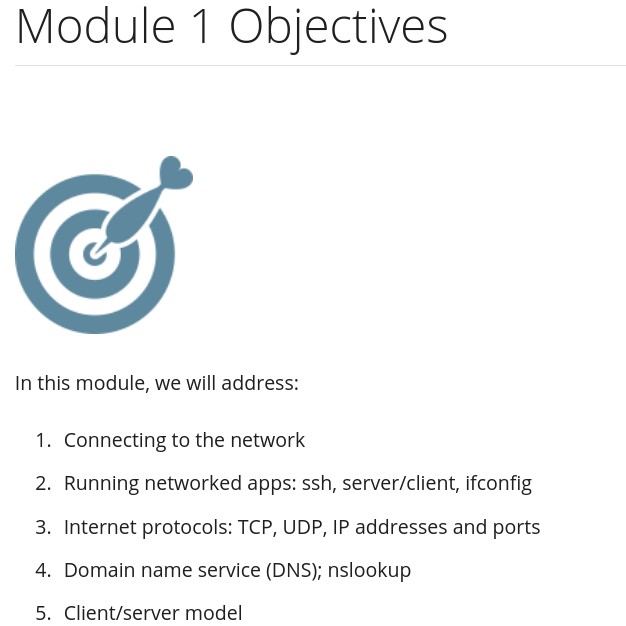 Module 1 Objectives
In this module, we will address:
1. Connecting to the network
2. Running networked apps: ssh, server/client, ifconfig
3. Internet protocols: TCP, UDP, IP addresses and ports
4. Domain name service (DNS); nslookup
5. Client/server model